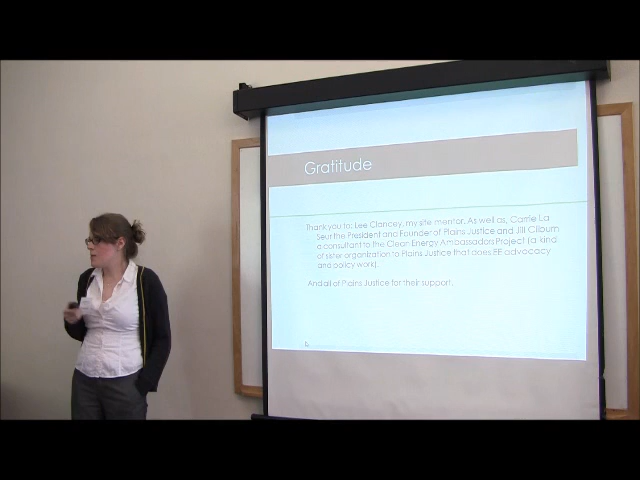 Gratitude
Thank you to: Lee Clancey, my site mentor. As well as, Carrie La
Seur the President and Founder of Plains Justice and Jill Cliburn
a consultant to the Clean Energy Ambassadors Project (a kind
of sister organization to Plains Justice that does EE advocacy
and policy work).
And all of Plains Justice for their support.